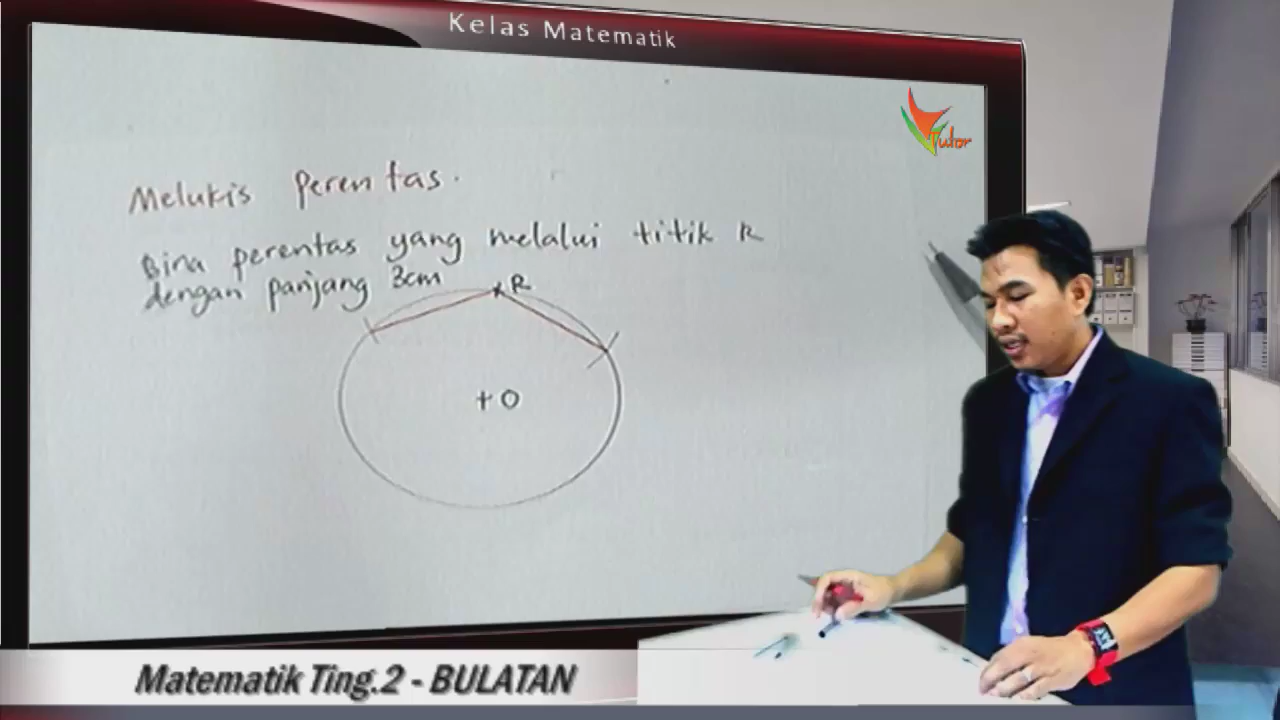 Kelas Matematik
Tutor
Melukis Perentas.
Bina perentas yang melalui titik R
dengan panjang 3cm
R
+ O
Matematik Ting.2 - BULATAN